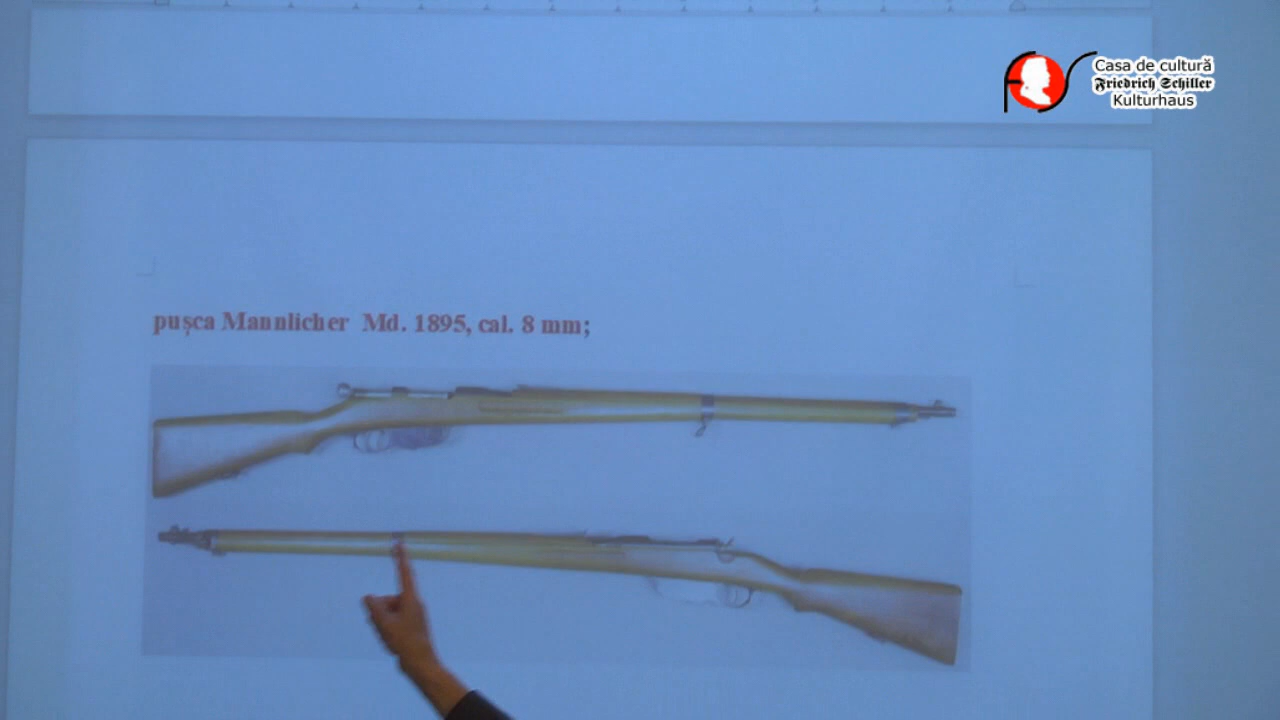 Casa de cultură
Friedrich Schiller
Kulturhaus
pușca Mannlicher Md. 1895, cal. 8 mm;